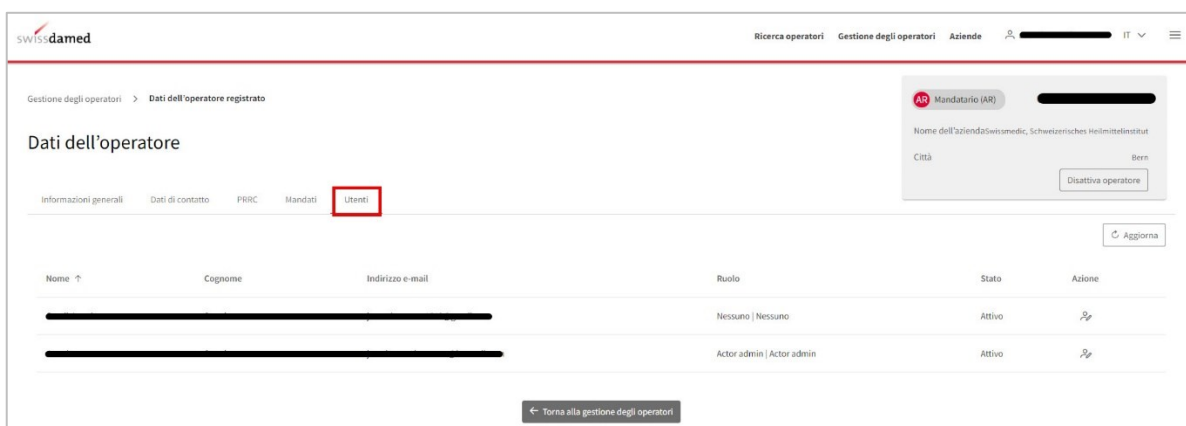 swissdamed
Ricerca operatori Gestione degli operatori Aziende IT
Gestione degli operatori > Dati dell'operatore registrato
AR Mandatario (AR)
Dati dell'operatore
Nome dell'aziendaSwissmedic, Schweizerisches Heilmittelinstitut
Città Bern
Disattiva operatore
Informazioni generali Dati di contatto PRRC Mandati Utenti
Aggiorna
Nome ↑ Cognome Indirizzo e-mail Ruolo Stato Azione
Nessuno | Nessuno Attivo
Actor admin | Actor admin Attivo
← Torna alla gestione degli operatori